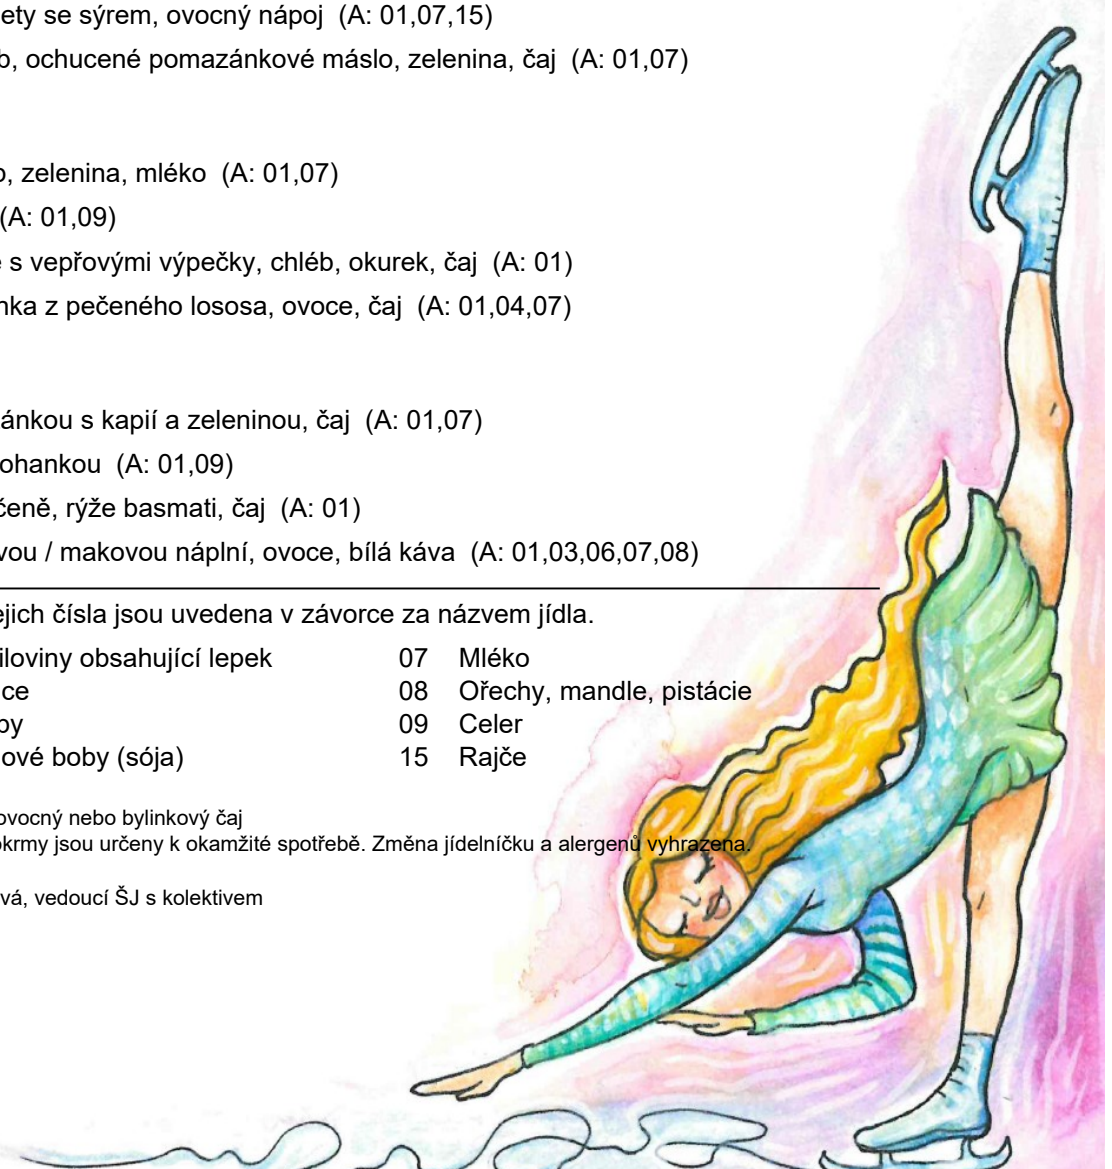 ety se sýrem, ovocný nápoj (A: 01,07,15)
b, ochucené pomazánkové máslo, zelenina, čaj (A: 01,07)
o, zelenina, mléko (A: 01,07)
(A: 01,09)
e s vepřovými výpečky, chléb, okurek, čaj (A: 01)
nka z pečeného lososa, ovoce, čaj (A: 01,04,07)
ánkou s kapií a zeleninou, čaj (A: 01,07)
ohankou (A: 01,09)
čeně, rýže basmati, čaj (A: 01)
vou / makovou náplní, ovoce, bílá káva (A: 01,03,06,07,08)
ejich čísla jsou uvedena v závorce za názvem jídla.
iloviny obsahující lepek 07 Mléko
ce 08 Ořechy, mandle, pistácie
by 09 Celer
ové boby (sója) 15 Rajče
ovocný nebo bylinkový čaj
okrmy jsou určeny k okamžité spotřebě. Změna jídelníčku a alergenů vyhrazena.
vá, vedoucí ŠJ s kolektivem